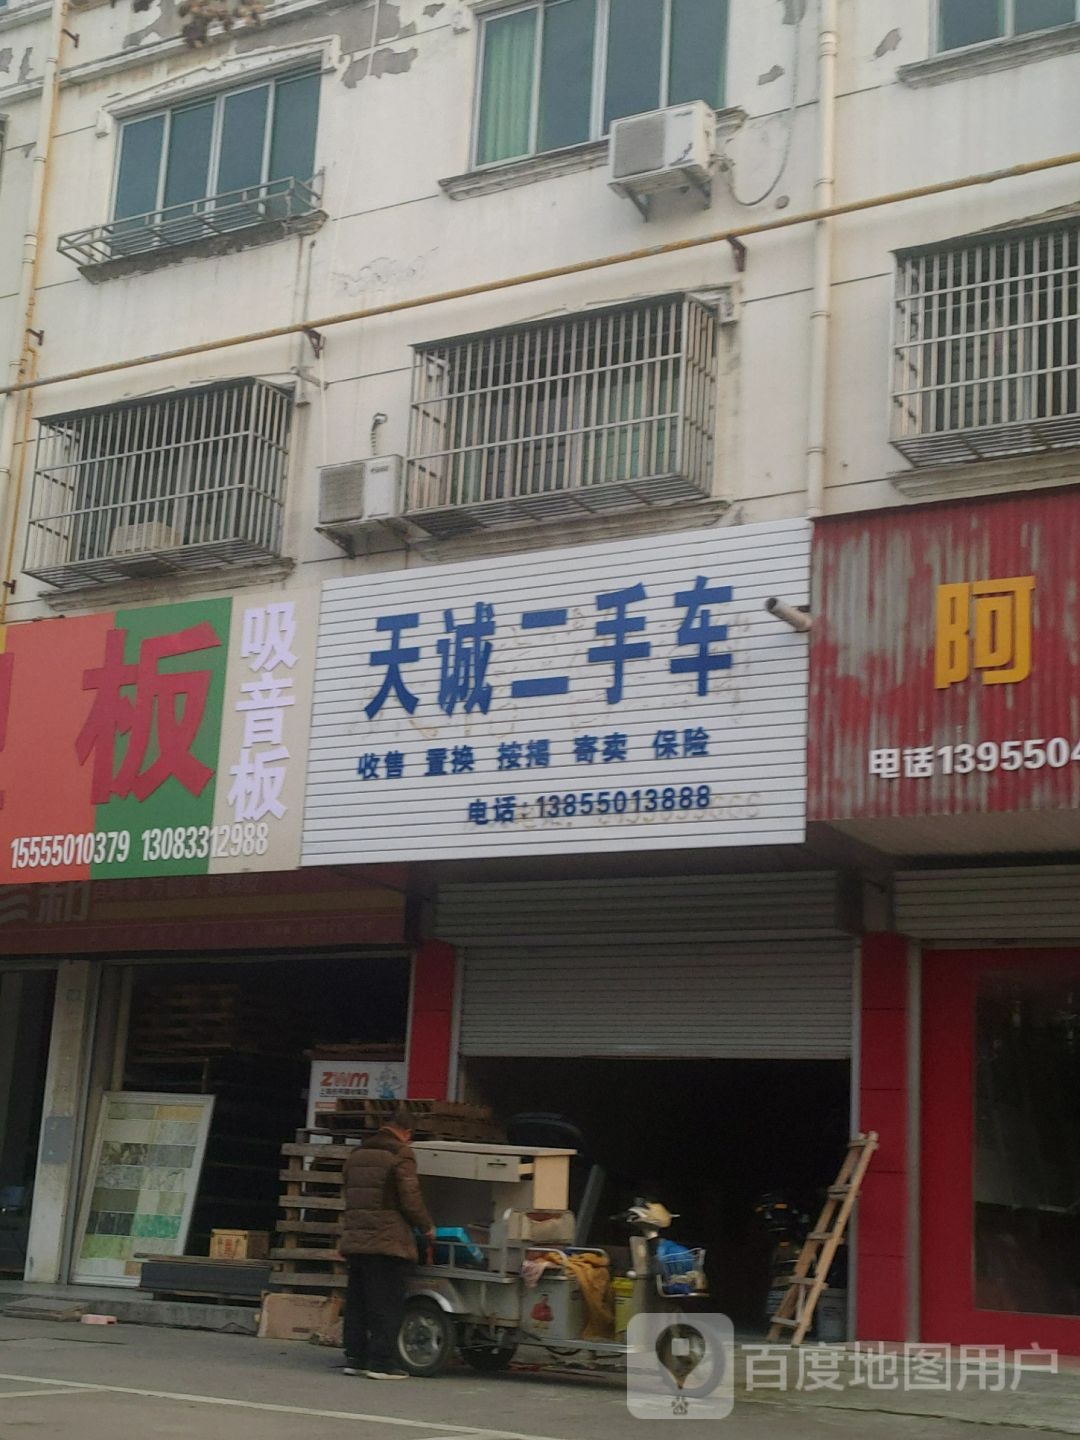 板
吸音板
15555010379 13083312988
天诚二手车
收售 置换 按揭 寄卖 保险
电话:13855013888
阿
电话1395504
三和
ZWM
百度地图用户